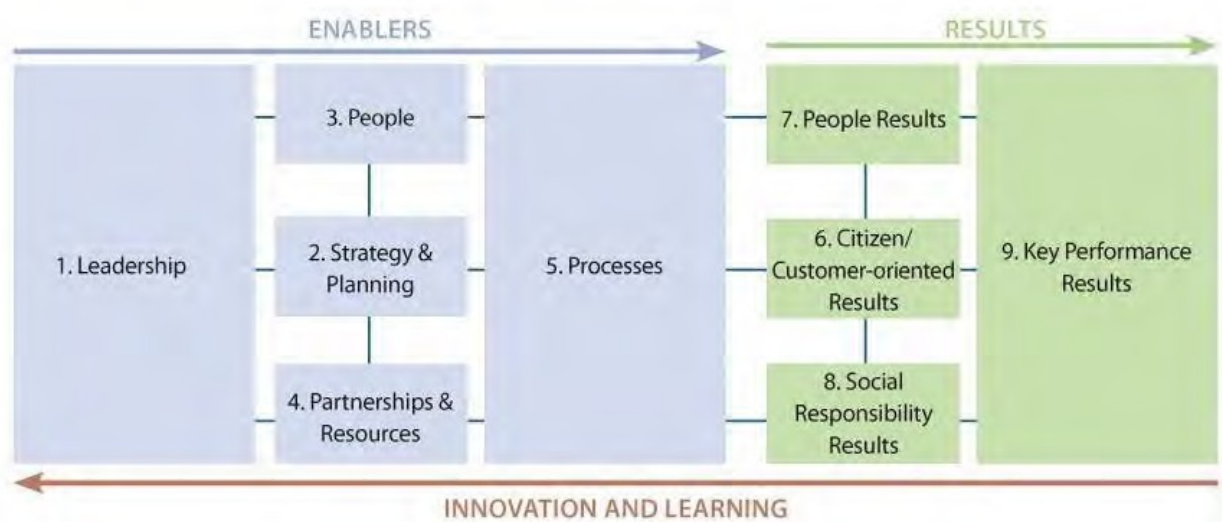 ENABLERS
RESULTS
3. People
7. People Results
1. Leadership
2. Strategy &
Planning
5. Processes
6. Citizen/
Customer-oriented
Results
9. Key Performance
Results
4. Partnerships &
Resources
8. Social
Responsibility
Results
INNOVATION AND LEARNING